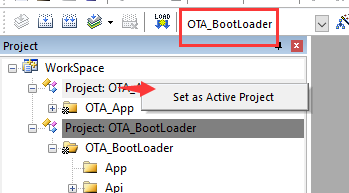 LOAD
OTA_BootLoader
Project
WorkSpace
Project: OTA_
Set as Active Project
OTA_App
Project: OTA_BootLoader
OTA_BootLoader
App
Api